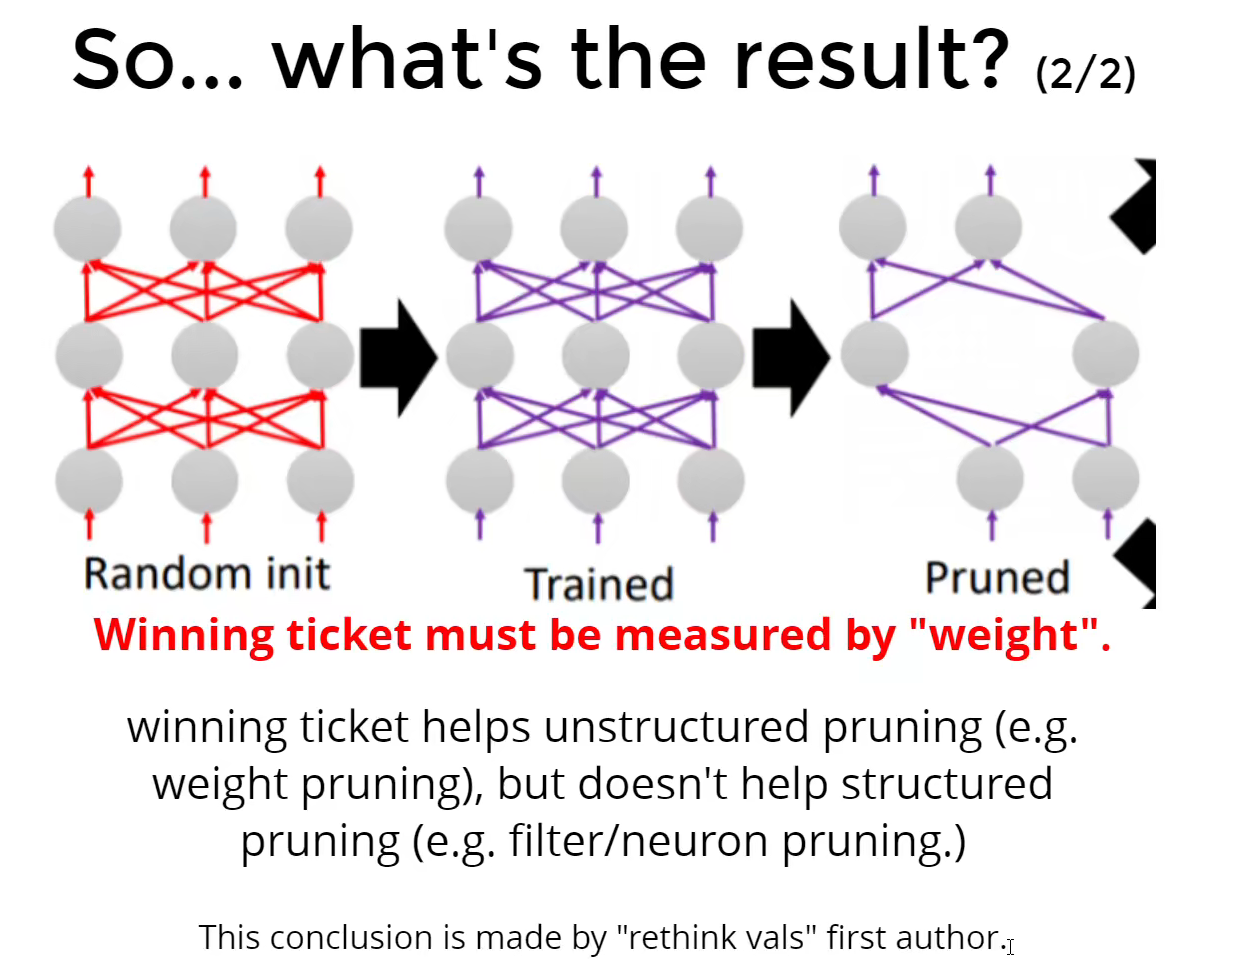 So... what's the result? (2/2)
Random init
Trained
Pruned
Winning ticket must be measured by "weight".
winning ticket helps unstructured pruning (e.g.
weight pruning), but doesn't help structured
pruning (e.g. filter/neuron pruning.)
This conclusion is made by "rethink vals" first author.